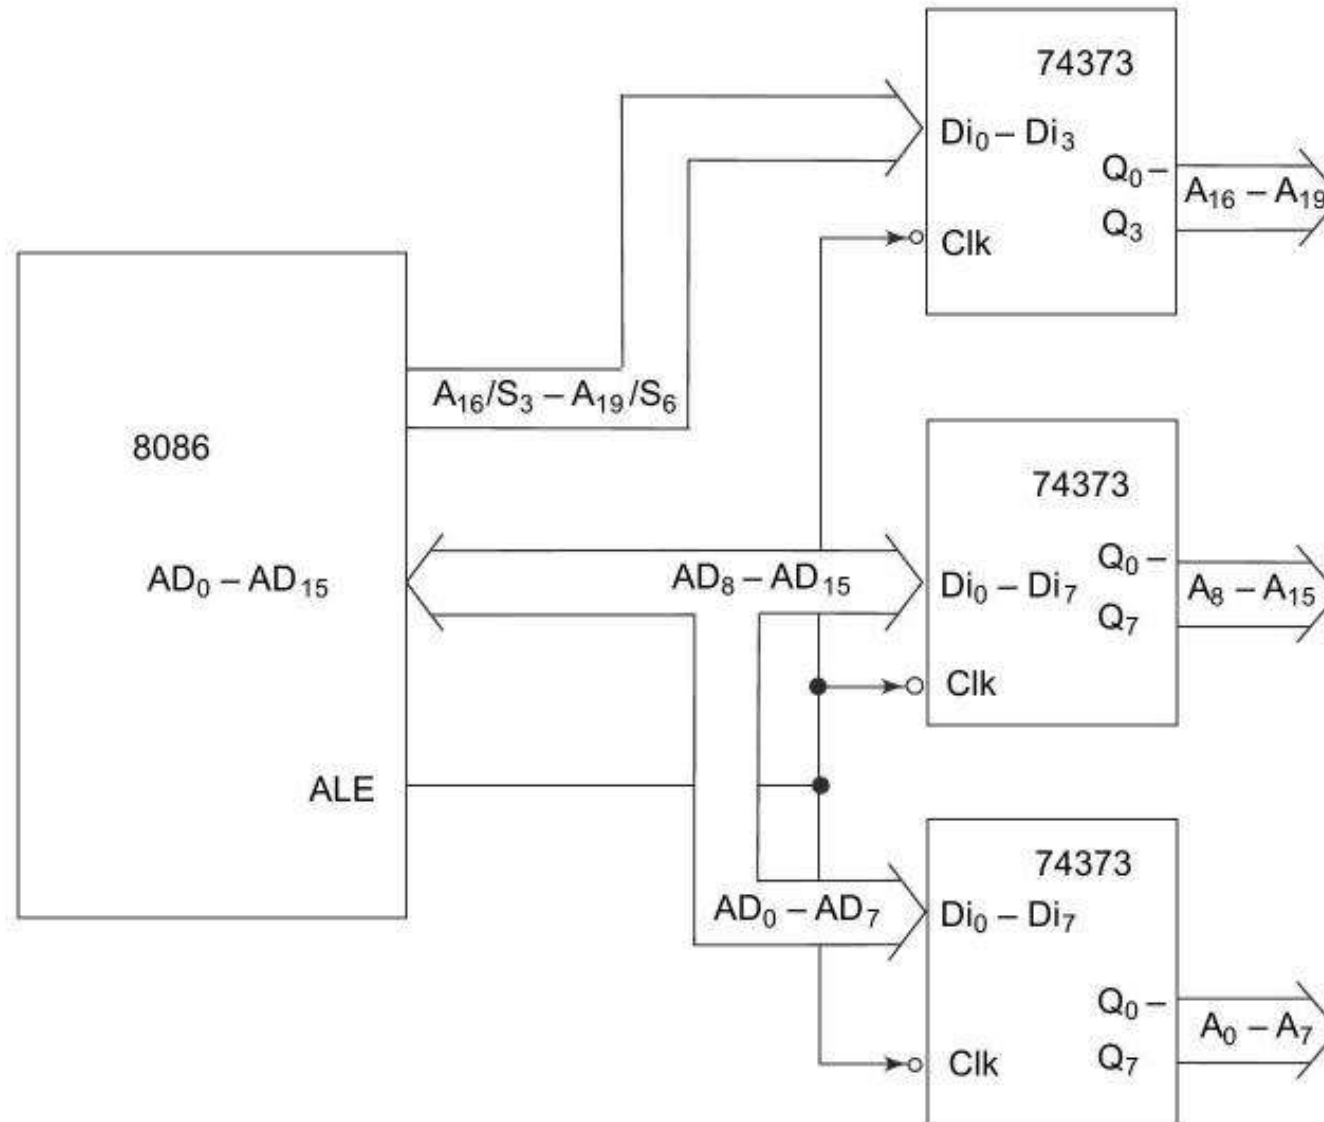 74373
Di₀ – Di₃
Q₀ –
A₁₆ – A₁₉
Q₃
Clk
A₁₆/S₃ – A₁₉/S₆
8086
74373
Q₀ –
AD₀ – AD₁₅
AD₈ – AD₁₅
Di₀ – Di₇
A₈ – A₁₅
Q₇
Clk
ALE
74373
AD₀ – AD₇
Di₀ – Di₇
Q₀ –
A₀ – A₇
Q₇
Clk